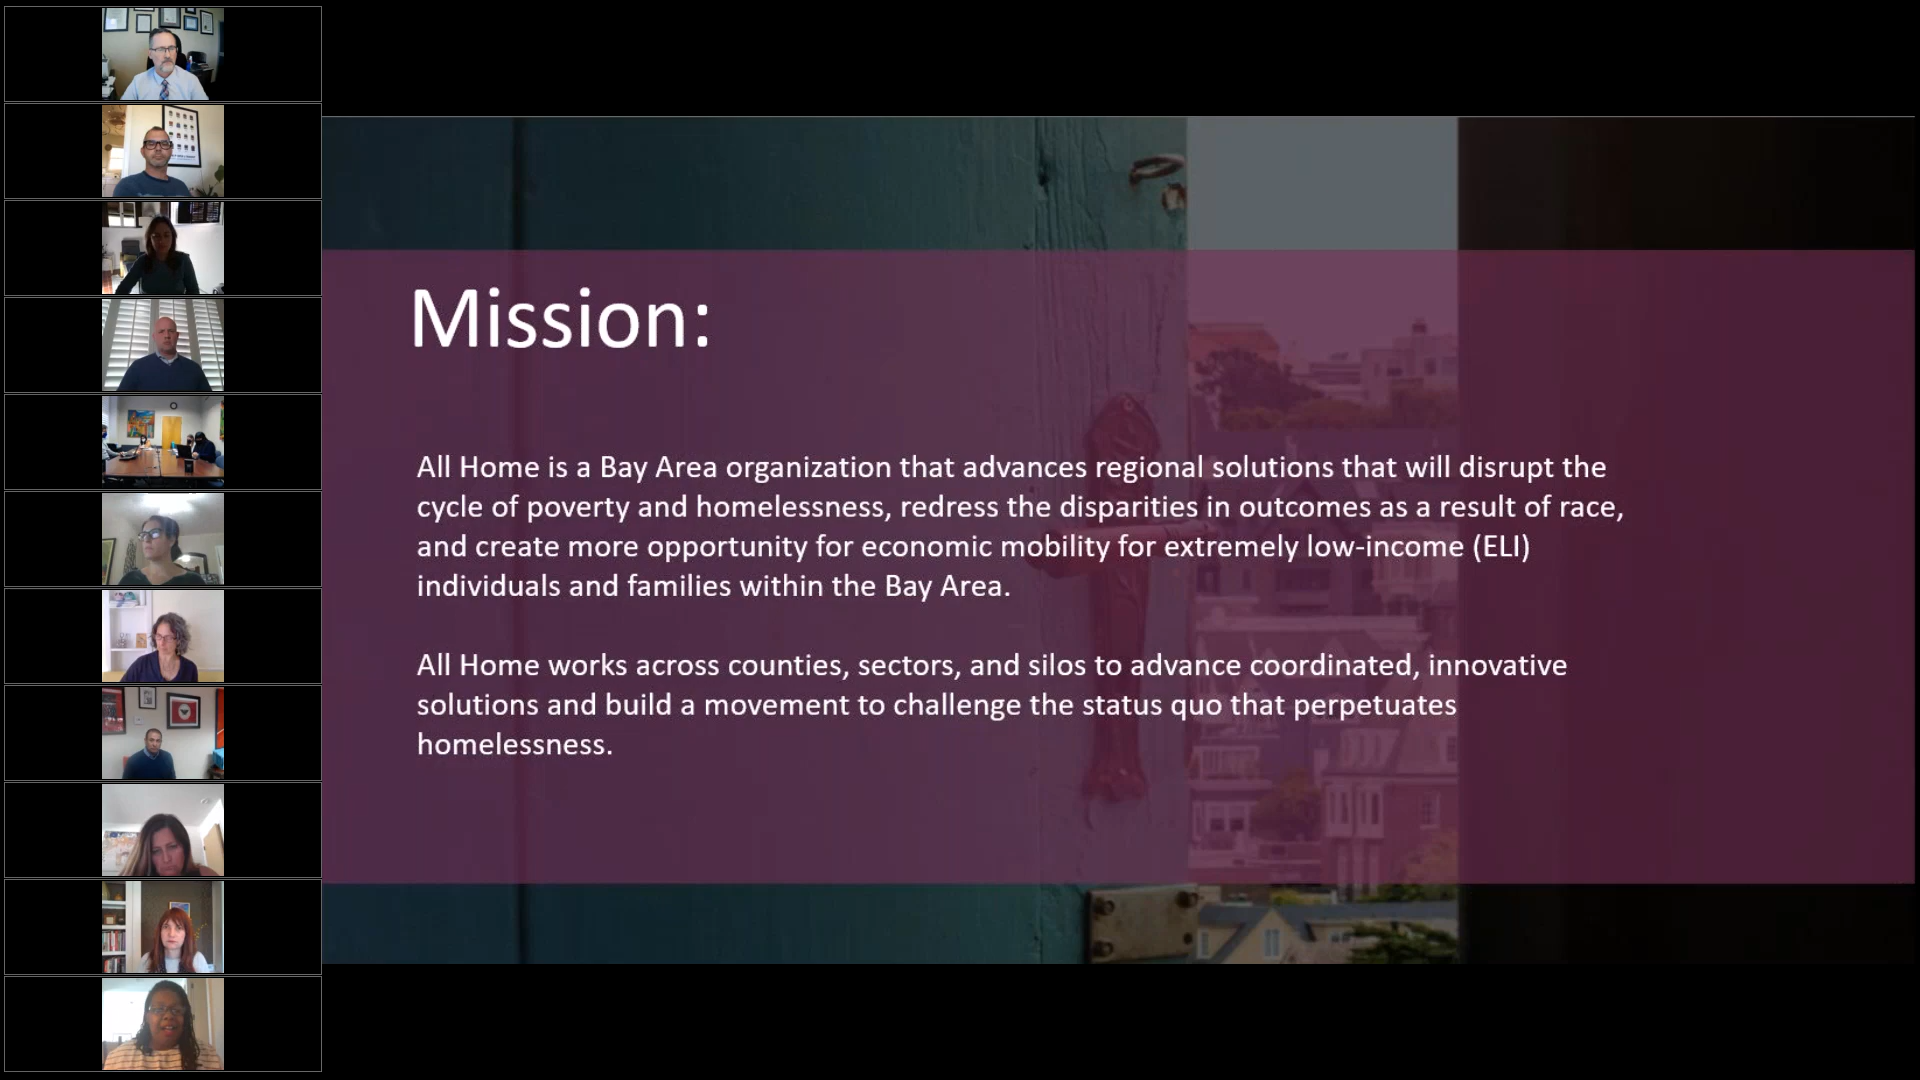 Mission:
All Home is a Bay Area organization that advances regional solutions that will disrupt the
cycle of poverty and homelessness, redress the disparities in outcomes as a result of race,
and create more opportunity for economic mobility for extremely low-income (ELI)
individuals and families within the Bay Area.
All Home works across counties, sectors, and silos to advance coordinated, innovative
solutions and build a movement to challenge the status quo that perpetuates
homelessness.